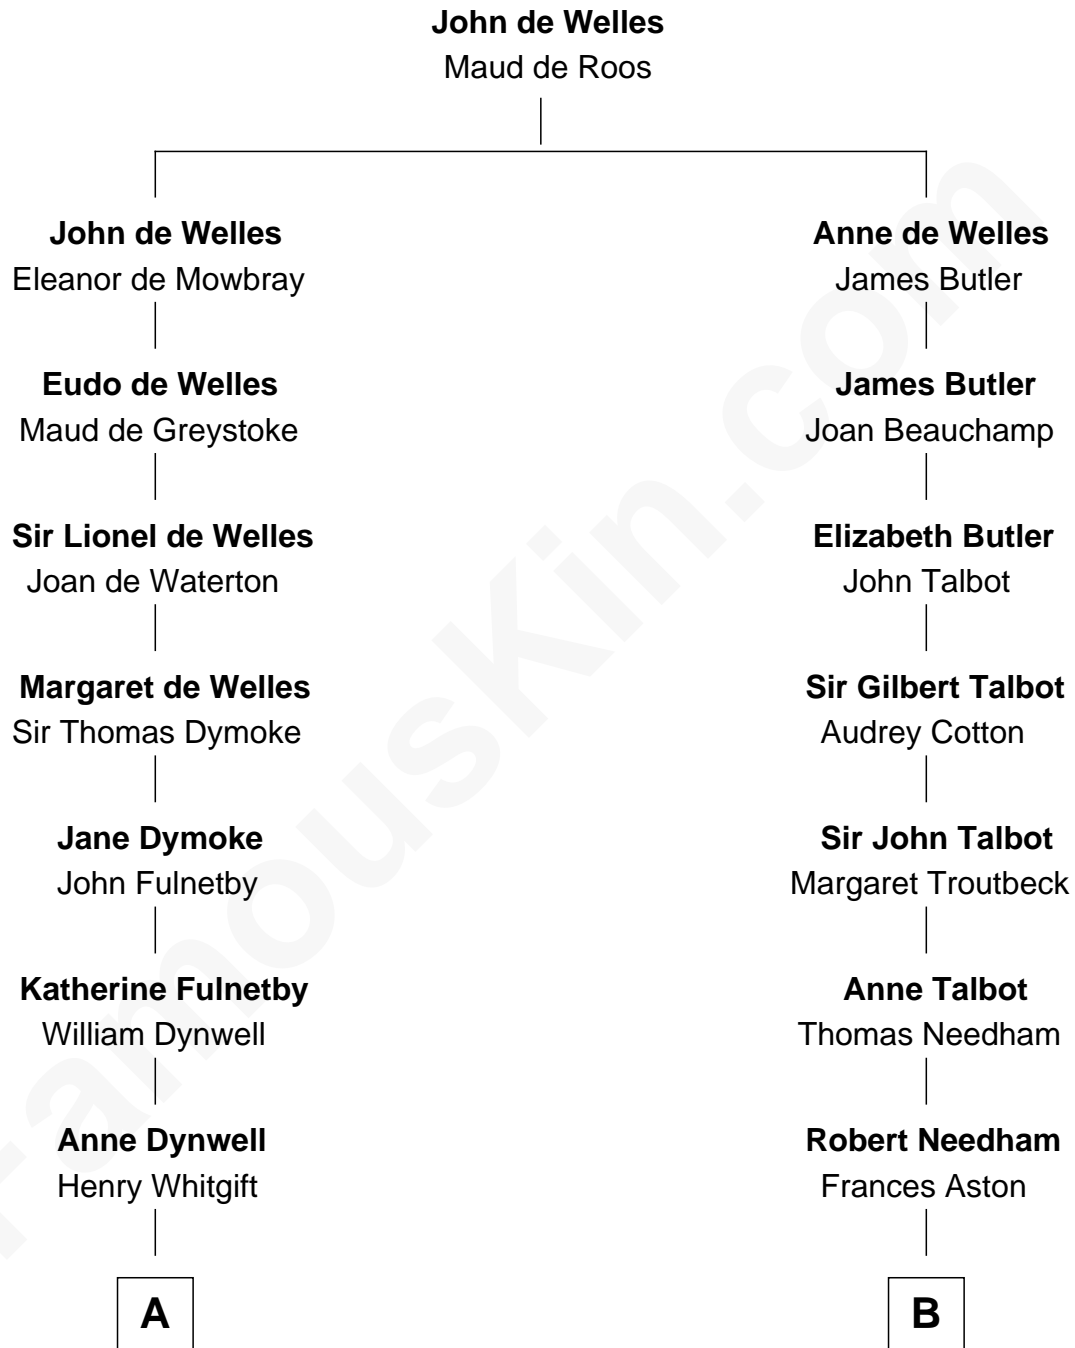 John de Welles
Maud de Roos
John de Welles
Eleanor de Mowbray
Eudo de Welles
Maud de Greystoke
Sir Lionel de Welles
Joan de Waterton
Margaret de Welles
Sir Thomas Dymoke
Jane Dymoke
John Fulnetby
Katherine Fulnetby
William Dynwell
Anne Dynwell
Henry Whitgift
A
Anne de Welles
James Butler
James Butler
Joan Beauchamp
Elizabeth Butler
John Talbot
Sir Gilbert Talbot
Audrey Cotton
Sir John Talbot
Margaret Troutbeck
Anne Talbot
Thomas Needham
Robert Needham
Frances Aston
B
FamousKin.com